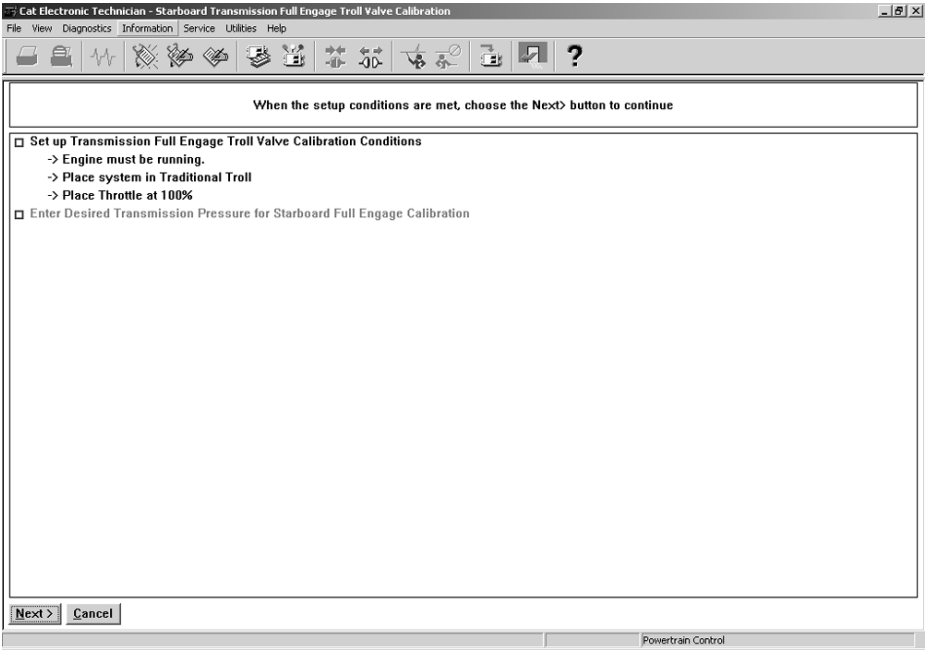 Cat Electronic Technician - Starboard Transmission Full Engage Troll Valve Calibration
File View Diagnostics Information Service Utilities Help
?
When the setup conditions are met, choose the Next> button to continue
Set up Transmission Full Engage Troll Valve Calibration Conditions
-> Engine must be running.
-> Place system in Traditional Troll
-> Place Throttle at 100%
Enter Desired Transmission Pressure for Starboard Full Engage Calibration
Next > Cancel
Powertrain Control